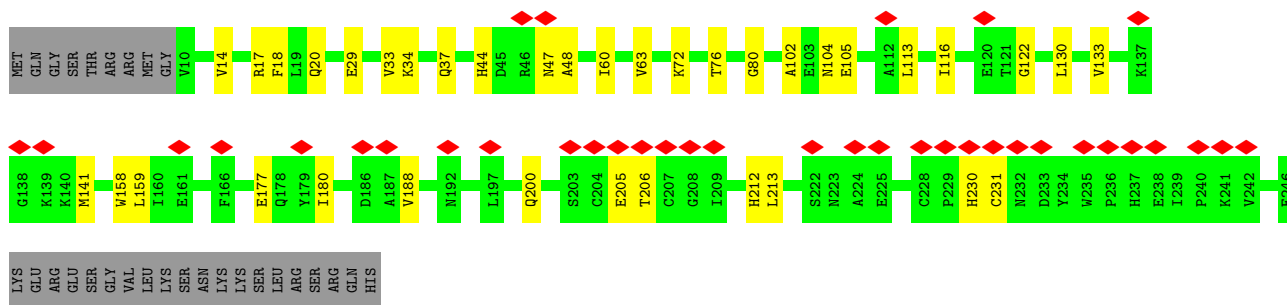 MET GLN GLY SER THR ARG ARG MET GLY V10 V14 R17 F18 L19 Q20 E29 V33 K34 Q37 H44 D45 R46 N47 A48 I60 V63 K72 T76 G80 A102 E103 N104 E105 A112 L113 I116 E120 T121 G122 L130 V133 K137
G138 K139 K140 M141 W158 L159 I160 E161 F166 E177 Q178 Y179 I180 D186 A187 V188 N192 L197 Q200 S203 C204 E205 T206 C207 G208 I209 H212 L213 S222 N223 A224 E225 C228 P229 H230 C231 N232 D233 Y234 W235 P236 H237 E238 I239 P240 K241 V242
LYS GLU ARG GLU SER GLY VAL LEU LYS SER ASN LYS LYS SER LEU ARG SER ARG GLN HIS